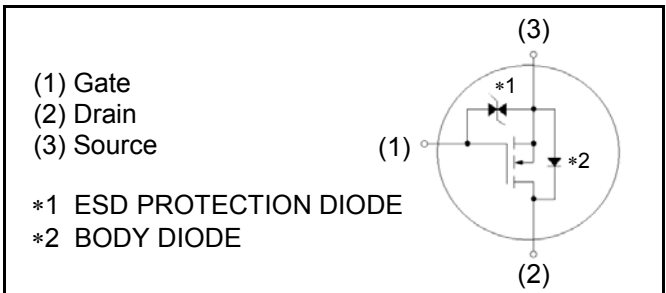 (1) Gate
(2) Drain
(3) Source
∗1 ESD PROTECTION DIODE
∗2 BODY DIODE
(3)
∗1
(1)
∗2
(2)